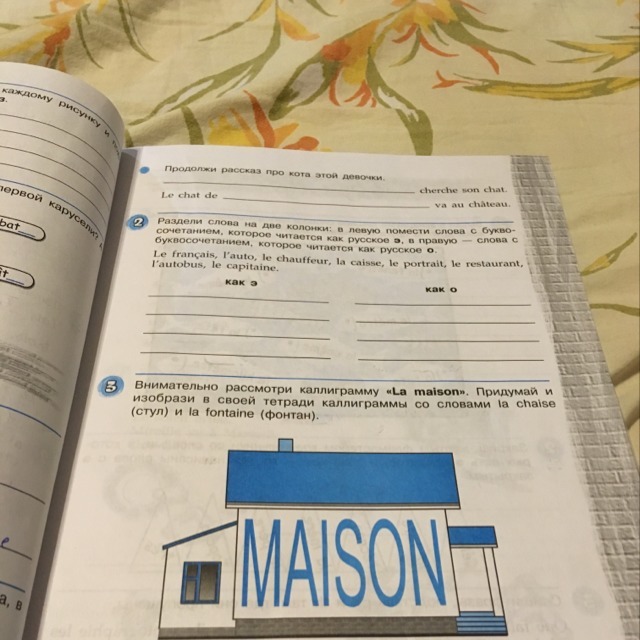 каждому рисунку и
з.
первой карусели?
bat
it
а, в
Продолжи рассказ про кота этой девочки.
cherche son chat.
Le chat de va au château.
2 Раздели слова на две колонки: в левую помести слова с букво-
сочетанием, которое читается как русское э, в правую — слова с
буквосочетанием, которое читается как русское о.
Le français, l'auto, le chauffeur, la caisse, le portrait, le restaurant,
l'autobus, le capitaine.
как э как о
3 Внимательно рассмотри каллиграмму «La maison». Придумай и
изобрази в своей тетради каллиграммы со словами la chaise
(стул) и la fontaine (фонтан).
MAISON